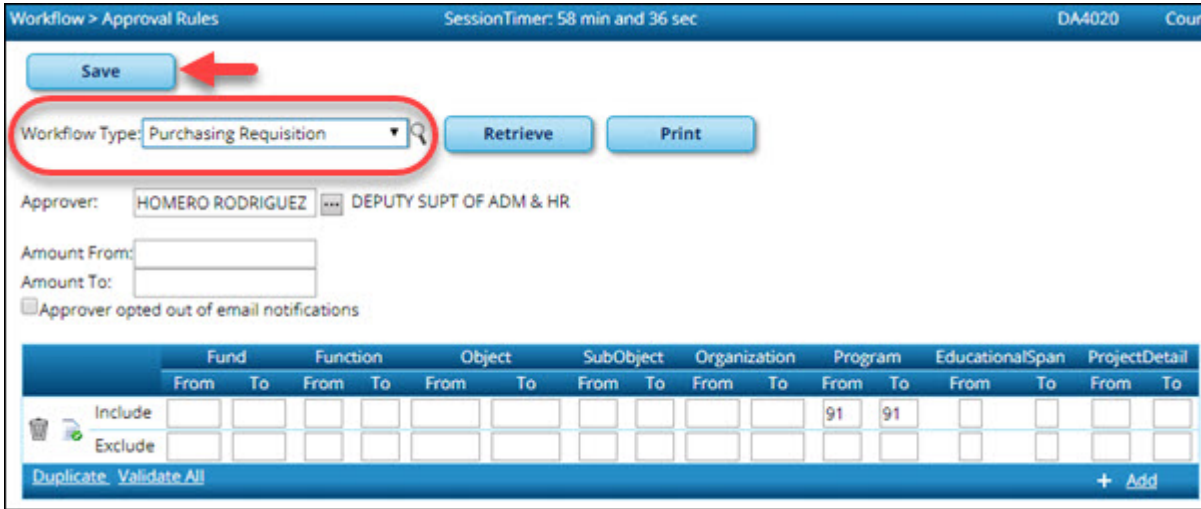 Workflow > Approval Rules SessionTimer: 58 min and 36 sec DA4020 Cour
Save
Workflow Type: Purchasing Requisition Retrieve Print
Approver: HOMERO RODRIGUEZ ... DEPUTY SUPT OF ADM & HR
Amount From:
Amount To:
Approver opted out of email notifications
Fund Function Object SubObject Organization Program EducationalSpan ProjectDetail
From To From To From To From To From To From To From To From To
Include 91 91
Exclude
Duplicate Validate All + Add